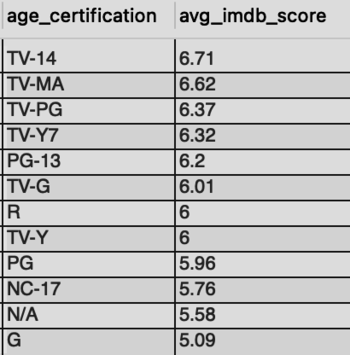 age_certification avg_imdb_score
TV-14 6.71
TV-MA 6.62
TV-PG 6.37
TV-Y7 6.32
PG-13 6.2
TV-G 6.01
R 6
TV-Y 6
PG 5.96
NC-17 5.76
N/A 5.58
G 5.09